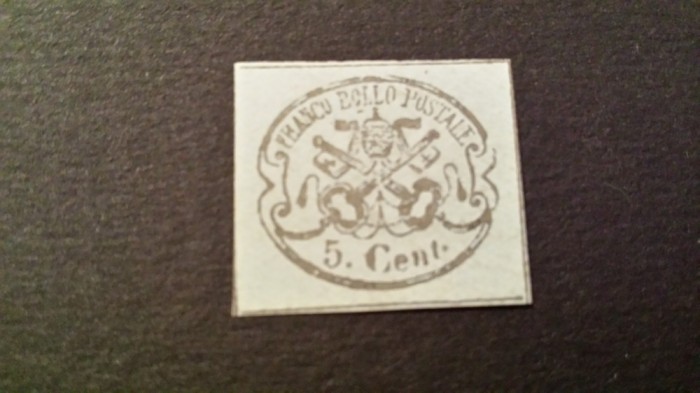 FRANCO BOLLO POSTALE
5. Cent.